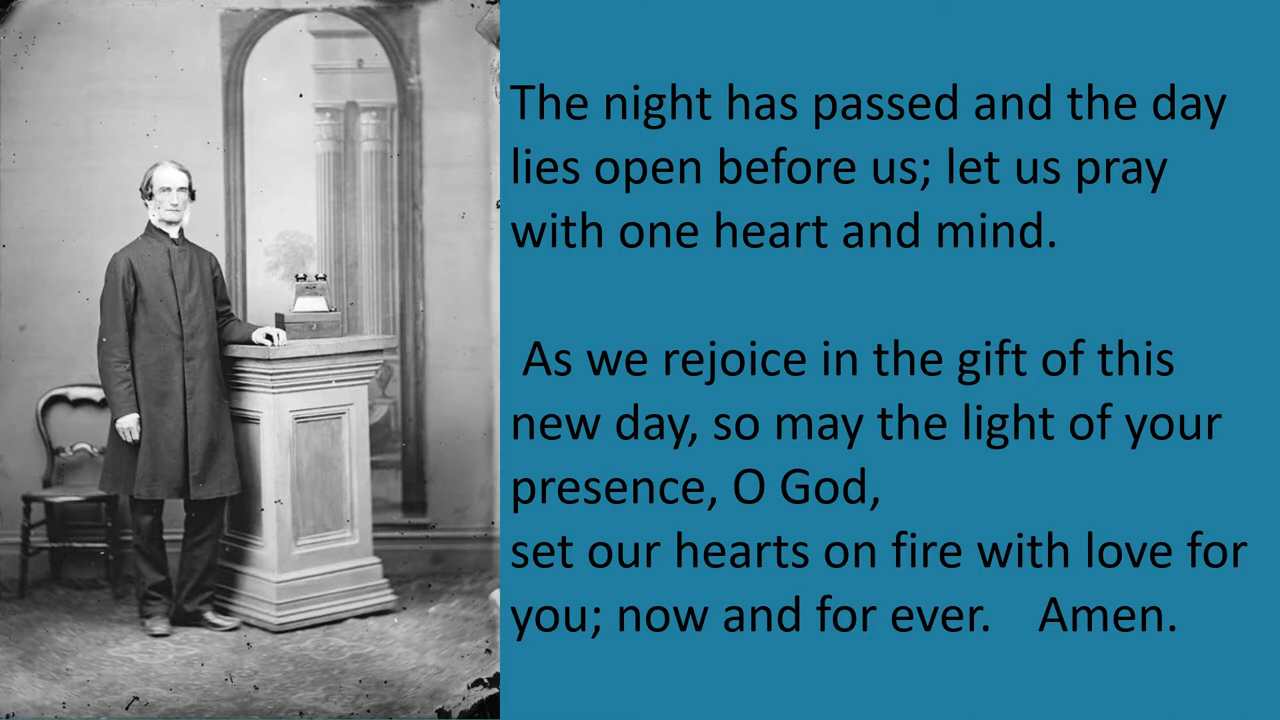 The night has passed and the day
lies open before us; let us pray
with one heart and mind.
As we rejoice in the gift of this
new day, so may the light of your
presence, O God,
set our hearts on fire with love for
you; now and for ever.    Amen.